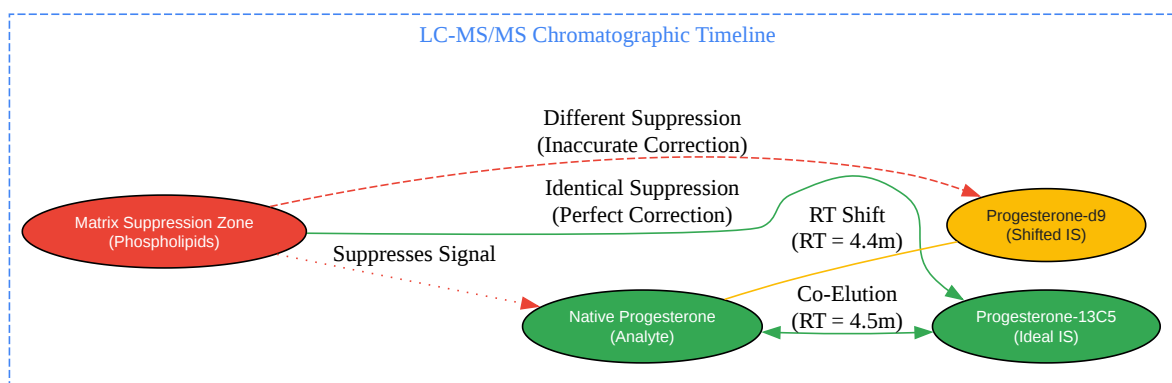 LC-MS/MS Chromatographic Timeline
Different Suppression
(Inaccurate Correction)
Identical Suppression
(Perfect Correction)
Matrix Suppression Zone
(Phospholipids)
RT Shift
(RT = 4.4m)
Progesterone-d9
(Shifted IS)
Suppresses Signal
Co-Elution
(RT = 4.5m)
Native Progesterone
(Analyte)
Progesterone-13C5
(Ideal IS)